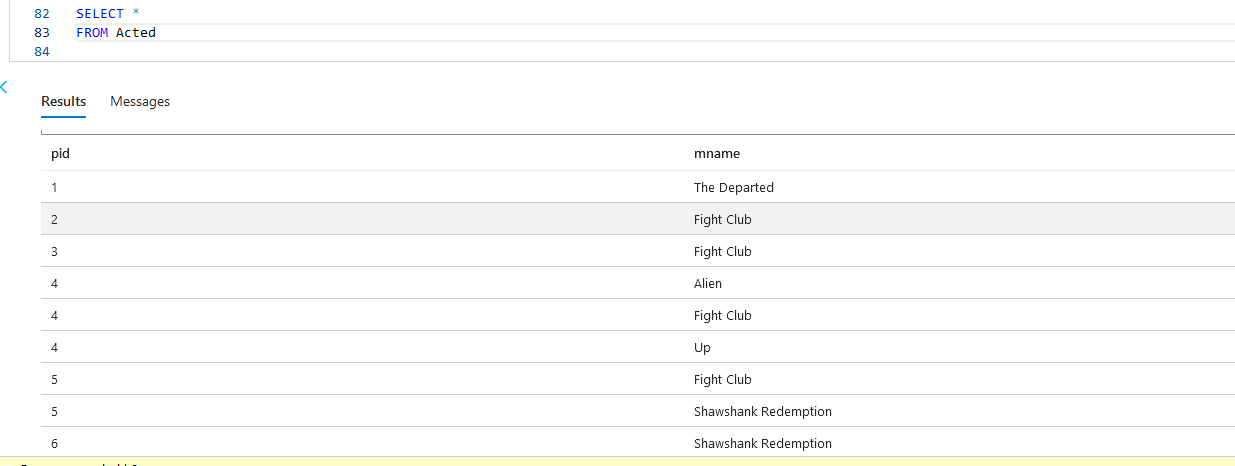 82 SELECT *
83 FROM Acted
84
Results Messages
pid mname
1 The Departed
2 Fight Club
3 Fight Club
4 Alien
4 Fight Club
4 Up
5 Fight Club
5 Shawshank Redemption
6 Shawshank Redemption